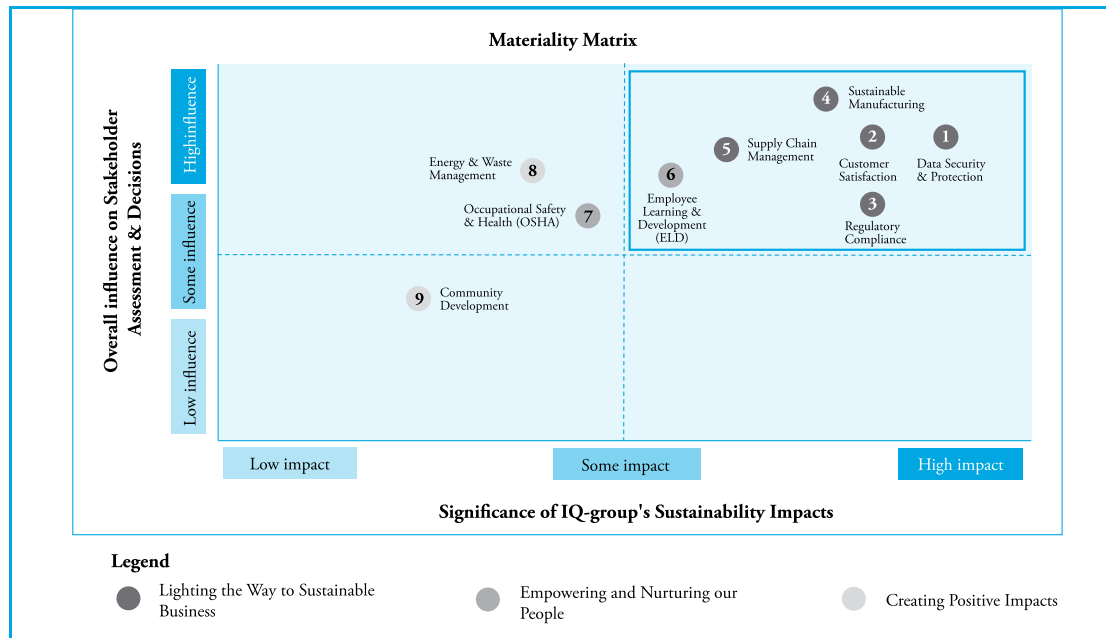 Materiality Matrix
Overall influence on Stakeholder
Assessment & Decisions
Highinfluence
Some influence
Low influence
4
Sustainable
Manufacturing
2
Customer
Satisfaction
1
Data Security
& Protection
5
Supply Chain
Management
3
Regulatory
Compliance
6
Employee
Learning &
Development
(ELD)
Energy & Waste
Management
8
Occupational Safety
& Health (OSHA)
7
9
Community
Development
Low impact
Some impact
High impact
Significance of IQ-group's Sustainability Impacts
Legend
Lighting the Way to Sustainable
Business
Empowering and Nurturing our
People
Creating Positive Impacts